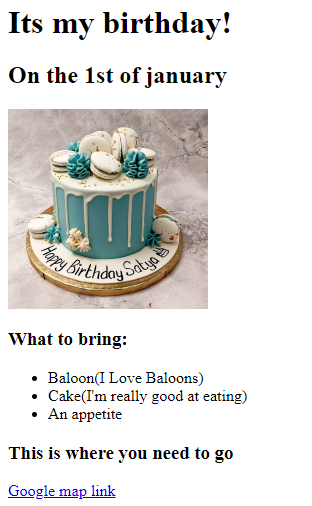 Its my birthday!
On the 1st of january
Happy Birthday Satya
What to bring:
Baloon(I Love Baloons)
Cake(I'm really good at eating)
An appetite
This is where you need to go
Google map link